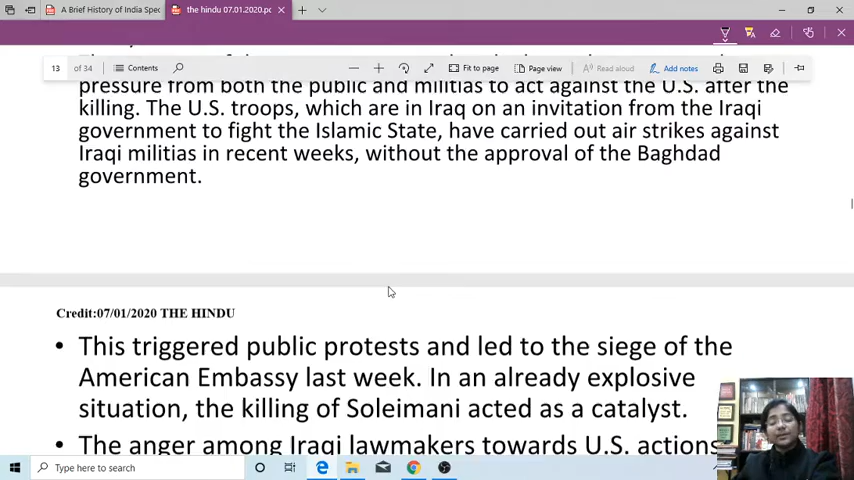 A Brief History of India Spec
the hindu 07.01.2020.pc
13 of 34 Contents Fit to page Page view Read aloud Add notes
pressure from both the public and militias to act against the U.S. after the
killing. The U.S. troops, which are in Iraq on an invitation from the Iraqi
government to fight the Islamic State, have carried out air strikes against
Iraqi militias in recent weeks, without the approval of the Baghdad
government.
Credit:07/01/2020 THE HINDU
• This triggered public protests and led to the siege of the
American Embassy last week. In an already explosive
situation, the killing of Soleimani acted as a catalyst.
• The anger among Iraqi lawmakers towards U.S. actions
Type here to search